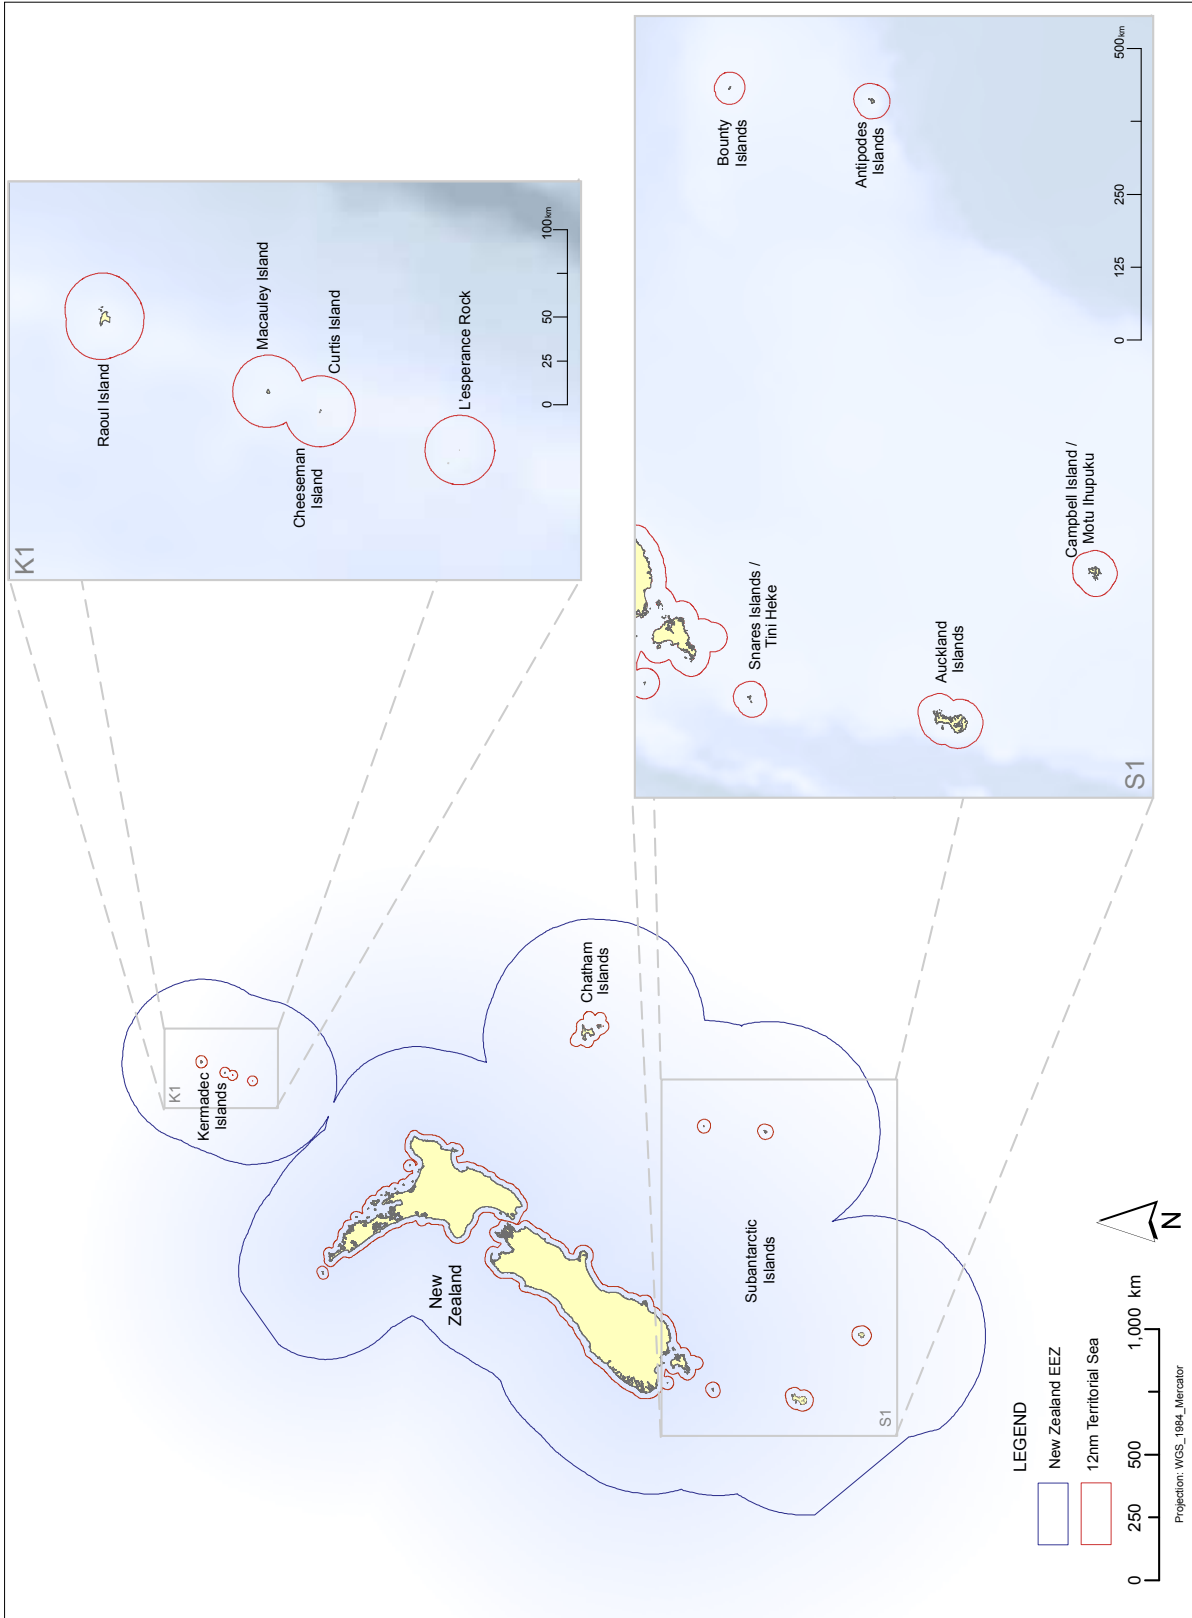 K1
Raoul Island
Macauley Island
Cheeseman
Island
Curtis Island
L'esperance Rock
0
25
50
100km
Bounty
Islands
Antipodes
Islands
Snares Islands /
Tini Heke
Auckland
Islands
Campbell Island /
Motu Ihupuku
S1
0
125
250
500km
K1
Kermadec
Islands
New
Zealand
Chatham
Islands
Subantarctic
Islands
S1
LEGEND
New Zealand EEZ
12nm Territorial Sea
0
250
500
1,000 km
Projection: WGS_1984_Mercator
N